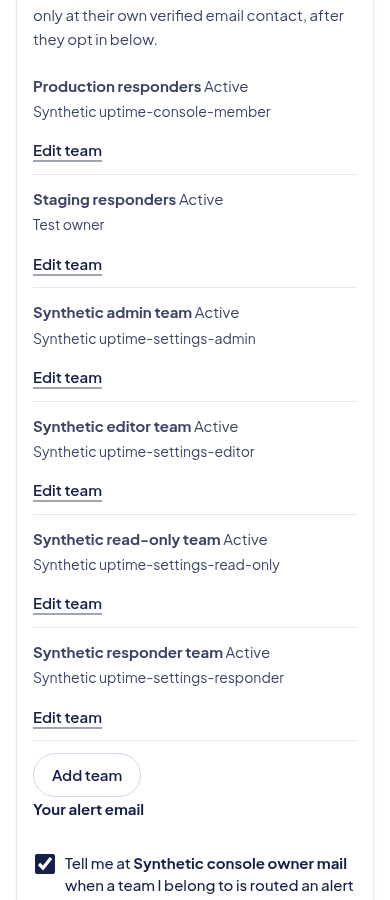 only at their own verified email contact, after
they opt in below.
Production responders Active
Synthetic uptime-console-member
Edit team
Staging responders Active
Test owner
Edit team
Synthetic admin team Active
Synthetic uptime-settings-admin
Edit team
Synthetic editor team Active
Synthetic uptime-settings-editor
Edit team
Synthetic read-only team Active
Synthetic uptime-settings-read-only
Edit team
Synthetic responder team Active
Synthetic uptime-settings-responder
Edit team
Add team
Your alert email
Tell me at Synthetic console owner mail
when a team I belong to is routed an alert